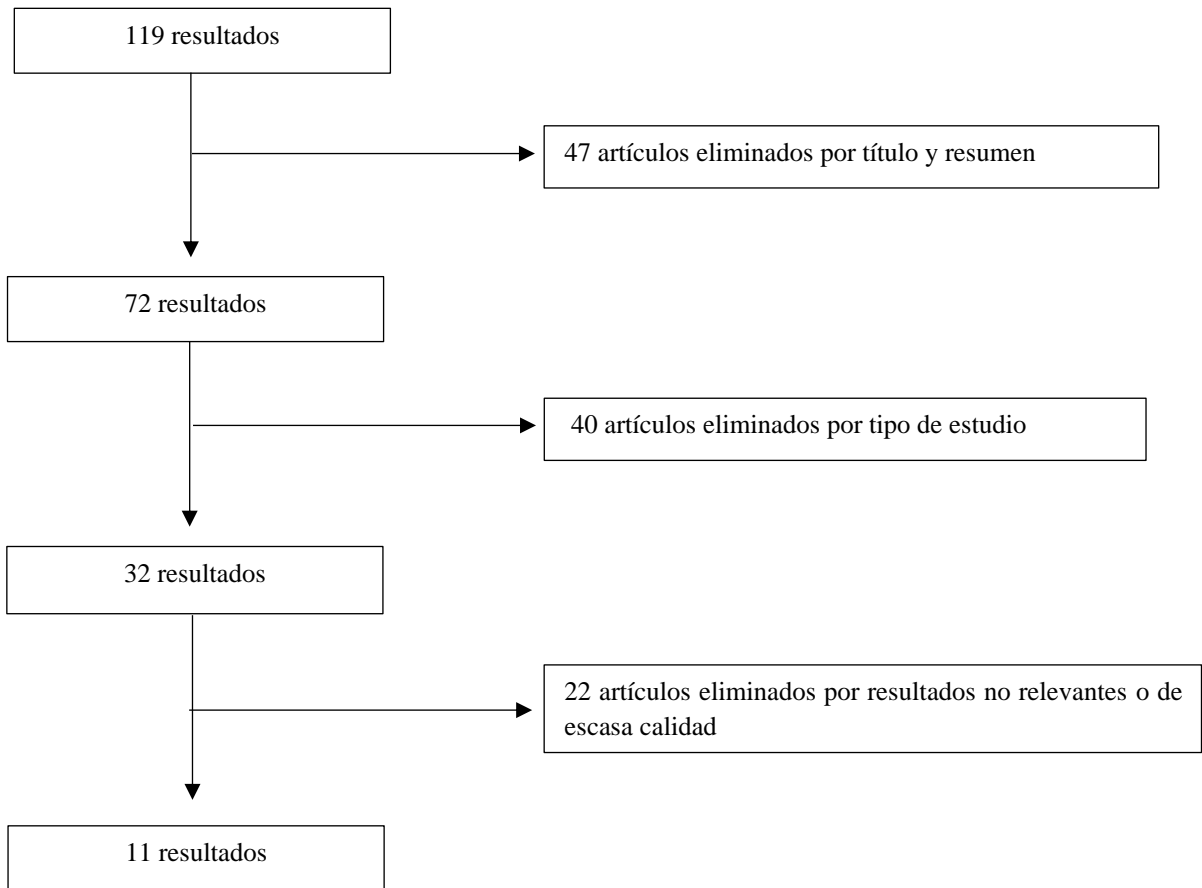 119 resultados
47 artículos eliminados por título y resumen
72 resultados
40 artículos eliminados por tipo de estudio
32 resultados
22 artículos eliminados por resultados no relevantes o de
escasa calidad
11 resultados